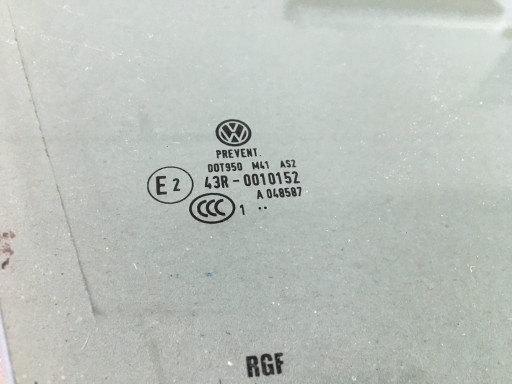 PREVENT.
DOT950 M41 AS2
E2 43R-0010152
A 048587
CCC 1 ..
RGF